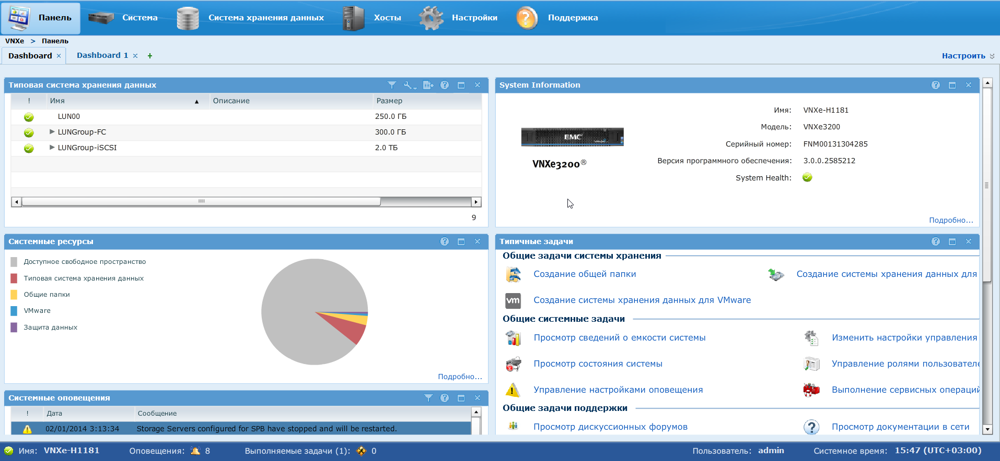 Панель Система Система хранения данных Хосты Настройки Поддержка
VNXe > Панель
Dashboard × Dashboard 1 × + Настроить
Типовая система хранения данных
! Имя ▲ Описание Размер
LUN00 250.0 ГБ
LUNGroup-FC 300.0 ГБ
LUNGroup-iSCSI 2.0 ТБ
9
System Information
EMC
VNXe3200®
Имя: VNXe-H1181
Модель: VNXe3200
Серийный номер: FNM00131304285
Версия программного обеспечения: 3.0.0.2585212
System Health:
Подробно...
Системные ресурсы
Доступное свободное пространство
Типовая система хранения данных
Общие папки
VMware
Защита данных
Подробно...
Типичные задачи
Общие задачи системы хранения
Создание общей папки Создание системы хранения данных для
vm Создание системы хранения данных для VMware
Общие системные задачи
Просмотр сведений о емкости системы Изменить настройки управления
Просмотр состояния системы Управление ролями пользователе
Управление настройками оповещения Выполнение сервисных операций
Общие задачи поддержки
Просмотр дискуссионных форумов Просмотр документации в сети
Системные оповещения
! Дата Сообщение
02/01/2014 3:13:34 Storage Servers configured for SPB have stopped and will be restarted.
Имя: VNXe-H1181 Оповещения: 8 Выполняемые задачи (1): 0 Пользователь: admin Системное время: 15:47 (UTC+03:00)